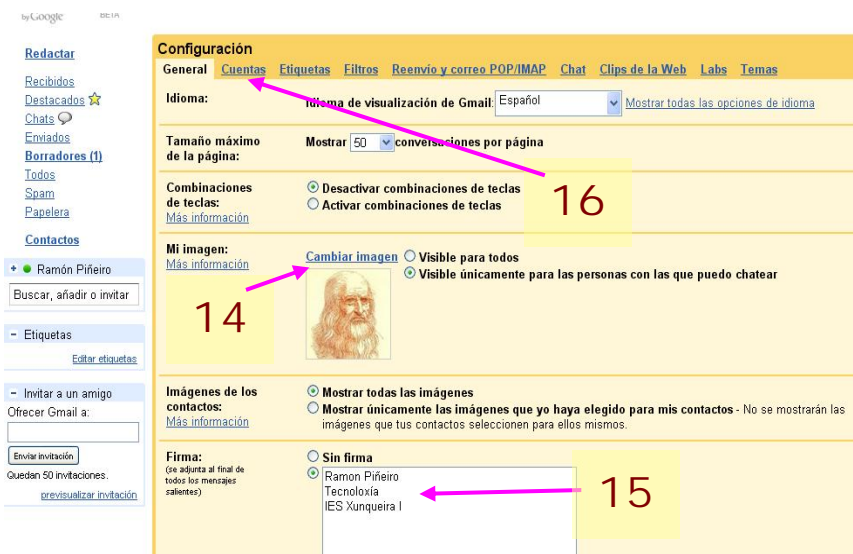 by Google BETA
Redactar
Recibidos
Destacados
Chats
Enviados
Borradores (1)
Todos
Spam
Papelera
Contactos
+ Ramón Piñeiro
Buscar, añadir o invitar
− Etiquetas
Editar etiquetas
− Invitar a un amigo
Ofrecer Gmail a:
Enviar invitación
Quedan 50 invitaciones.
previsualizar invitación
Configuración
General Cuentas Etiquetas Filtros Reenvío y correo POP/IMAP Chat Clips de la Web Labs Temas
Idioma: Idioma de visualización de Gmail: Español Mostrar todas las opciones de idioma
Tamaño máximo
de la página:
Mostrar 50 conversaciones por página
Combinaciones
de teclas:
Más información
Desactivar combinaciones de teclas
Activar combinaciones de teclas
16
Mi imagen:
Más información
Cambiar imagen Visible para todos
Visible únicamente para las personas con las que puedo chatear
14
Imágenes de los
contactos:
Más información
Mostrar todas las imágenes
Mostrar únicamente las imágenes que yo haya elegido para mis contactos - No se mostrarán las
imágenes que tus contactos seleccionen para ellos mismos.
Firma:
(se adjunta al final de
todos los mensajes
salientes)
Sin firma
Ramon Piñeiro
Tecnoloxía
IES Xunqueira I
15